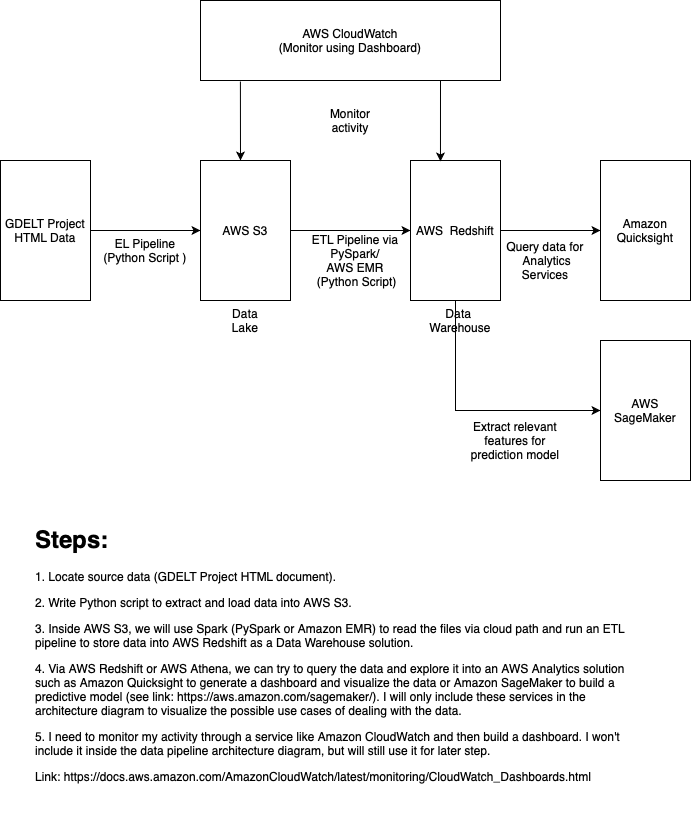 AWS CloudWatch
(Monitor using Dashboard)
Monitor
activity
GDELT Project
HTML Data
EL Pipeline
(Python Script )
AWS S3
ETL Pipeline via
PySpark/
AWS EMR
(Python Script)
AWS  Redshift
Query data for
Analytics
Services
Amazon
Quicksight
Data
Lake
Data
Warehouse
AWS
SageMaker
Extract relevant
features for
prediction model
Steps:
1. Locate source data (GDELT Project HTML document).
2. Write Python script to extract and load data into AWS S3.
3. Inside AWS S3, we will use Spark (PySpark or Amazon EMR) to read the files via cloud path and run an ETL
pipeline to store data into AWS Redshift as a Data Warehouse solution.
4. Via AWS Redshift or AWS Athena, we can try to query the data and explore it into an AWS Analytics solution
such as Amazon Quicksight to generate a dashboard and visualize the data or Amazon SageMaker to build a
predictive model (see link: https://aws.amazon.com/sagemaker/). I will only include these services in the
architecture diagram to visualize the possible use cases of dealing with the data.
5. I need to monitor my activity through a service like Amazon CloudWatch and then build a dashboard. I won't
include it inside the data pipeline architecture diagram, but will still use it for later step.
Link: https://docs.aws.amazon.com/AmazonCloudWatch/latest/monitoring/CloudWatch_Dashboards.html